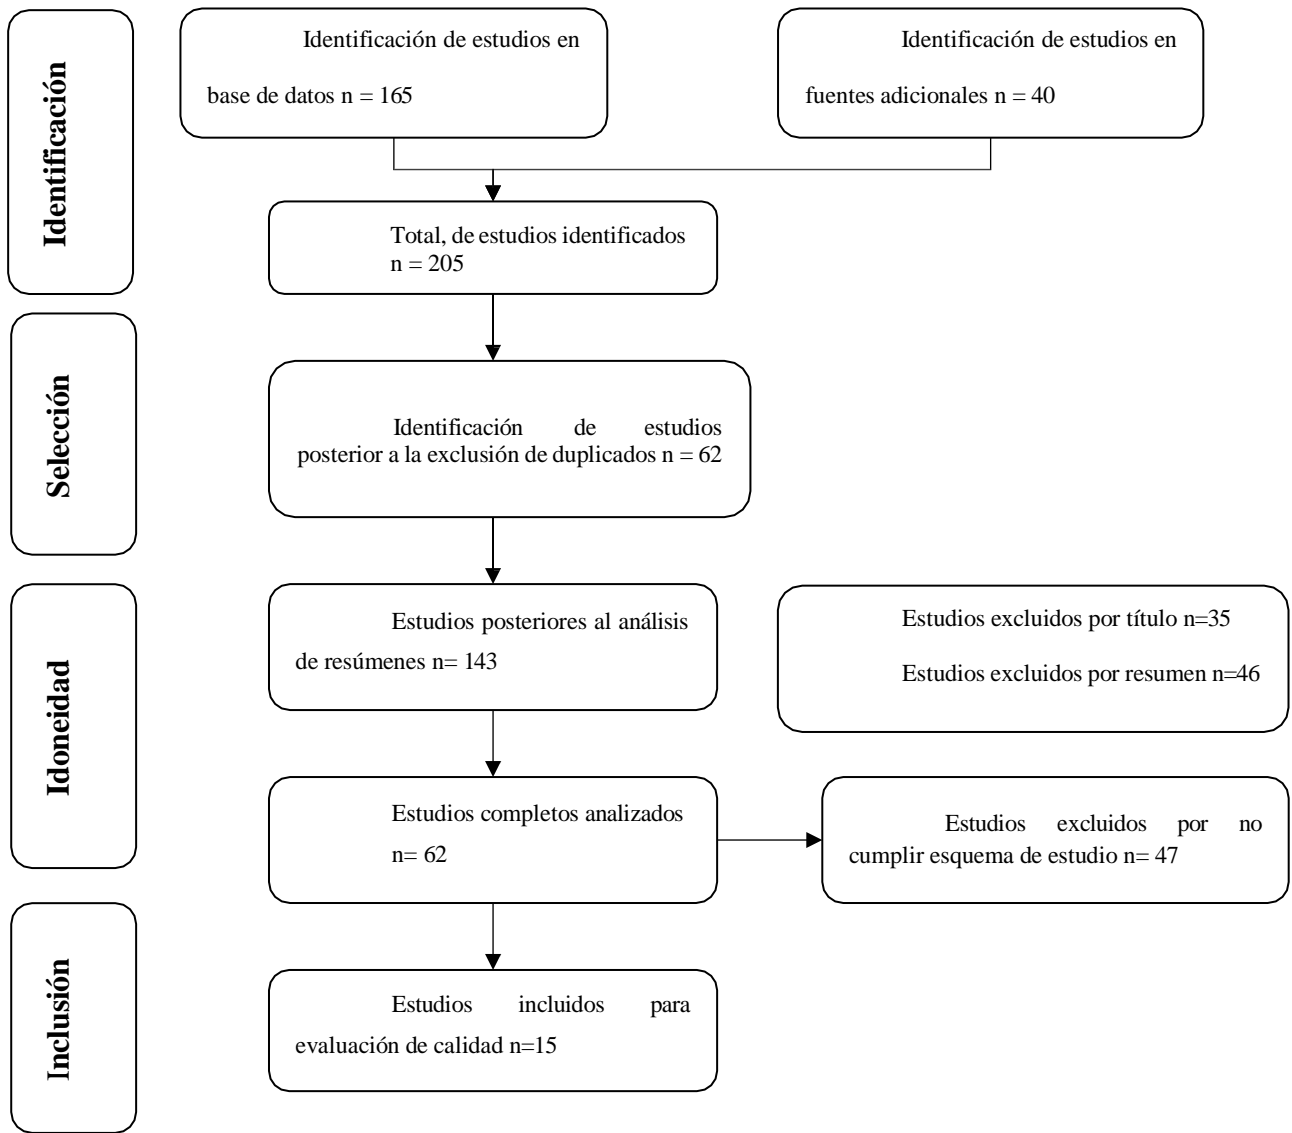 Identificación
Identificación de estudios en
base de datos n = 165
Identificación de estudios en
fuentes adicionales n = 40
Total, de estudios identificados
n = 205
Selección
Identificación de estudios
posterior a la exclusión de duplicados n = 62
Idoneidad
Estudios posteriores al análisis
de resúmenes n= 143
Estudios excluidos por título n=35
Estudios excluidos por resumen n=46
Estudios completos analizados
n= 62
Estudios excluidos por no
cumplir esquema de estudio n= 47
Inclusión
Estudios incluidos para
evaluación de calidad n=15